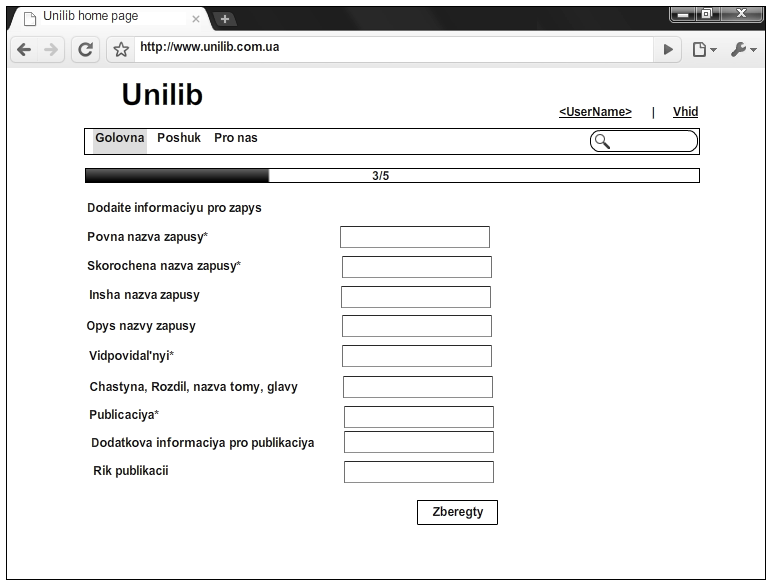 Unilib home page
http://www.unilib.com.ua
Unilib
<UserName> | Vhid
Golovna Poshuk Pro nas
3/5
Dodaite informaciyu pro zapys
Povna nazva zapusy*
Skorochena nazva zapusy*
Insha nazva zapusy
Opys nazvy zapusy
Vidpovidal'nyi*
Chastyna, Rozdil, nazva tomy, glavy
Publicaciya*
Dodatkova informaciya pro publikaciya
Rik publikacii
Zberegty